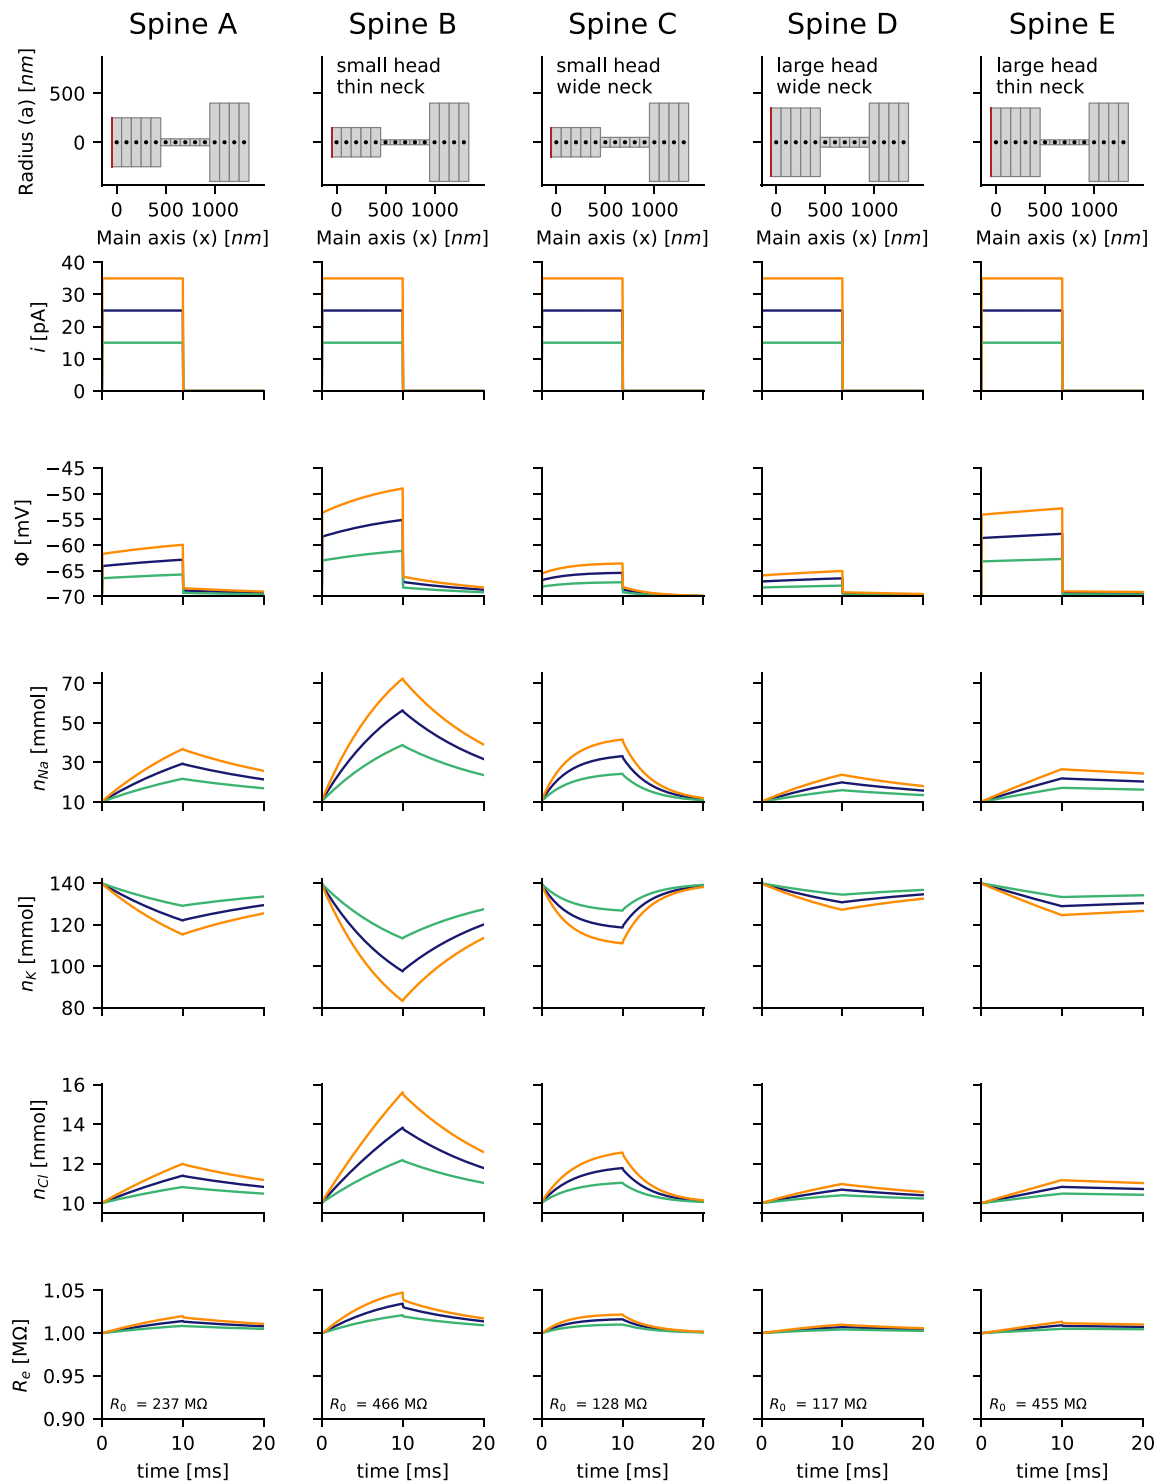 Spine A Spine B Spine C Spine D Spine E
small head thin neck
small head wide neck
large head wide neck
large head thin neck
Radius (a) [nm]
500
0
0 500 1000 0 500 1000 0 500 1000 0 500 1000 0 500 1000
Main axis (x) [nm] Main axis (x) [nm] Main axis (x) [nm] Main axis (x) [nm] Main axis (x) [nm]
i [pA]
40
30
20
10
0
Φ [mV]
−45
−50
−55
−60
−65
−70
n_Na [mmol]
70
50
30
10
n_K [mmol]
140
120
100
80
n_Cl [mmol]
16
14
12
10
R_e [MΩ]
1.05
1.00
0.95
0.90
R_0 = 237 MΩ R_0 = 466 MΩ R_0 = 128 MΩ R_0 = 117 MΩ R_0 = 455 MΩ
0 10 20 0 10 20 0 10 20 0 10 20 0 10 20
time [ms] time [ms] time [ms] time [ms] time [ms]